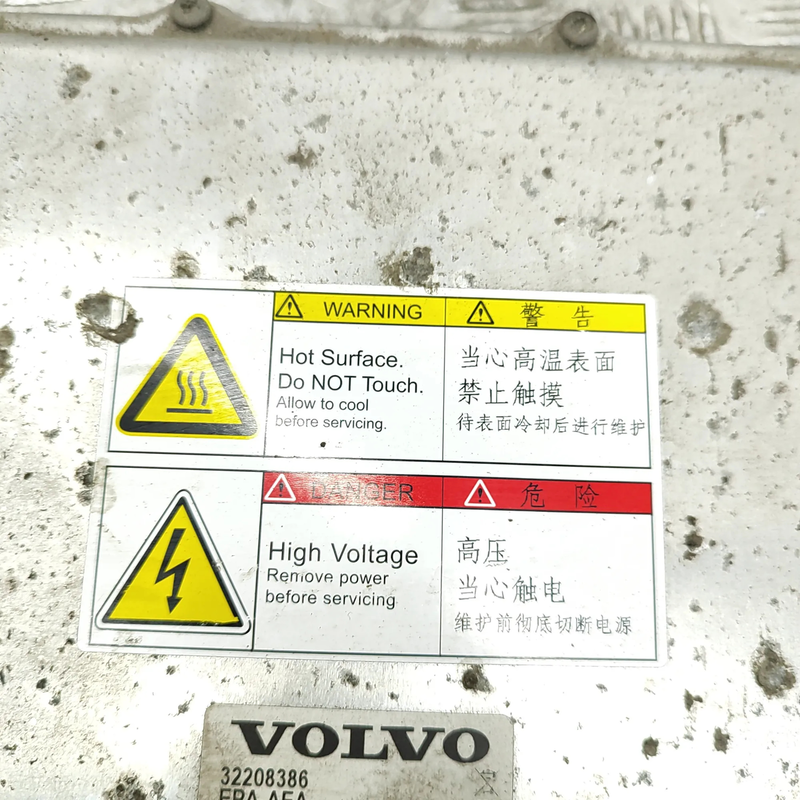 WARNING
警 告
Hot Surface.
Do NOT Touch.
Allow to cool
before servicing.
当心高温表面
禁止触摸
待表面冷却后进行维护
DANGER
危 险
High Voltage
Remove power
before servicing
高压
当心触电
维护前彻底切断电源
VOLVO
32208386